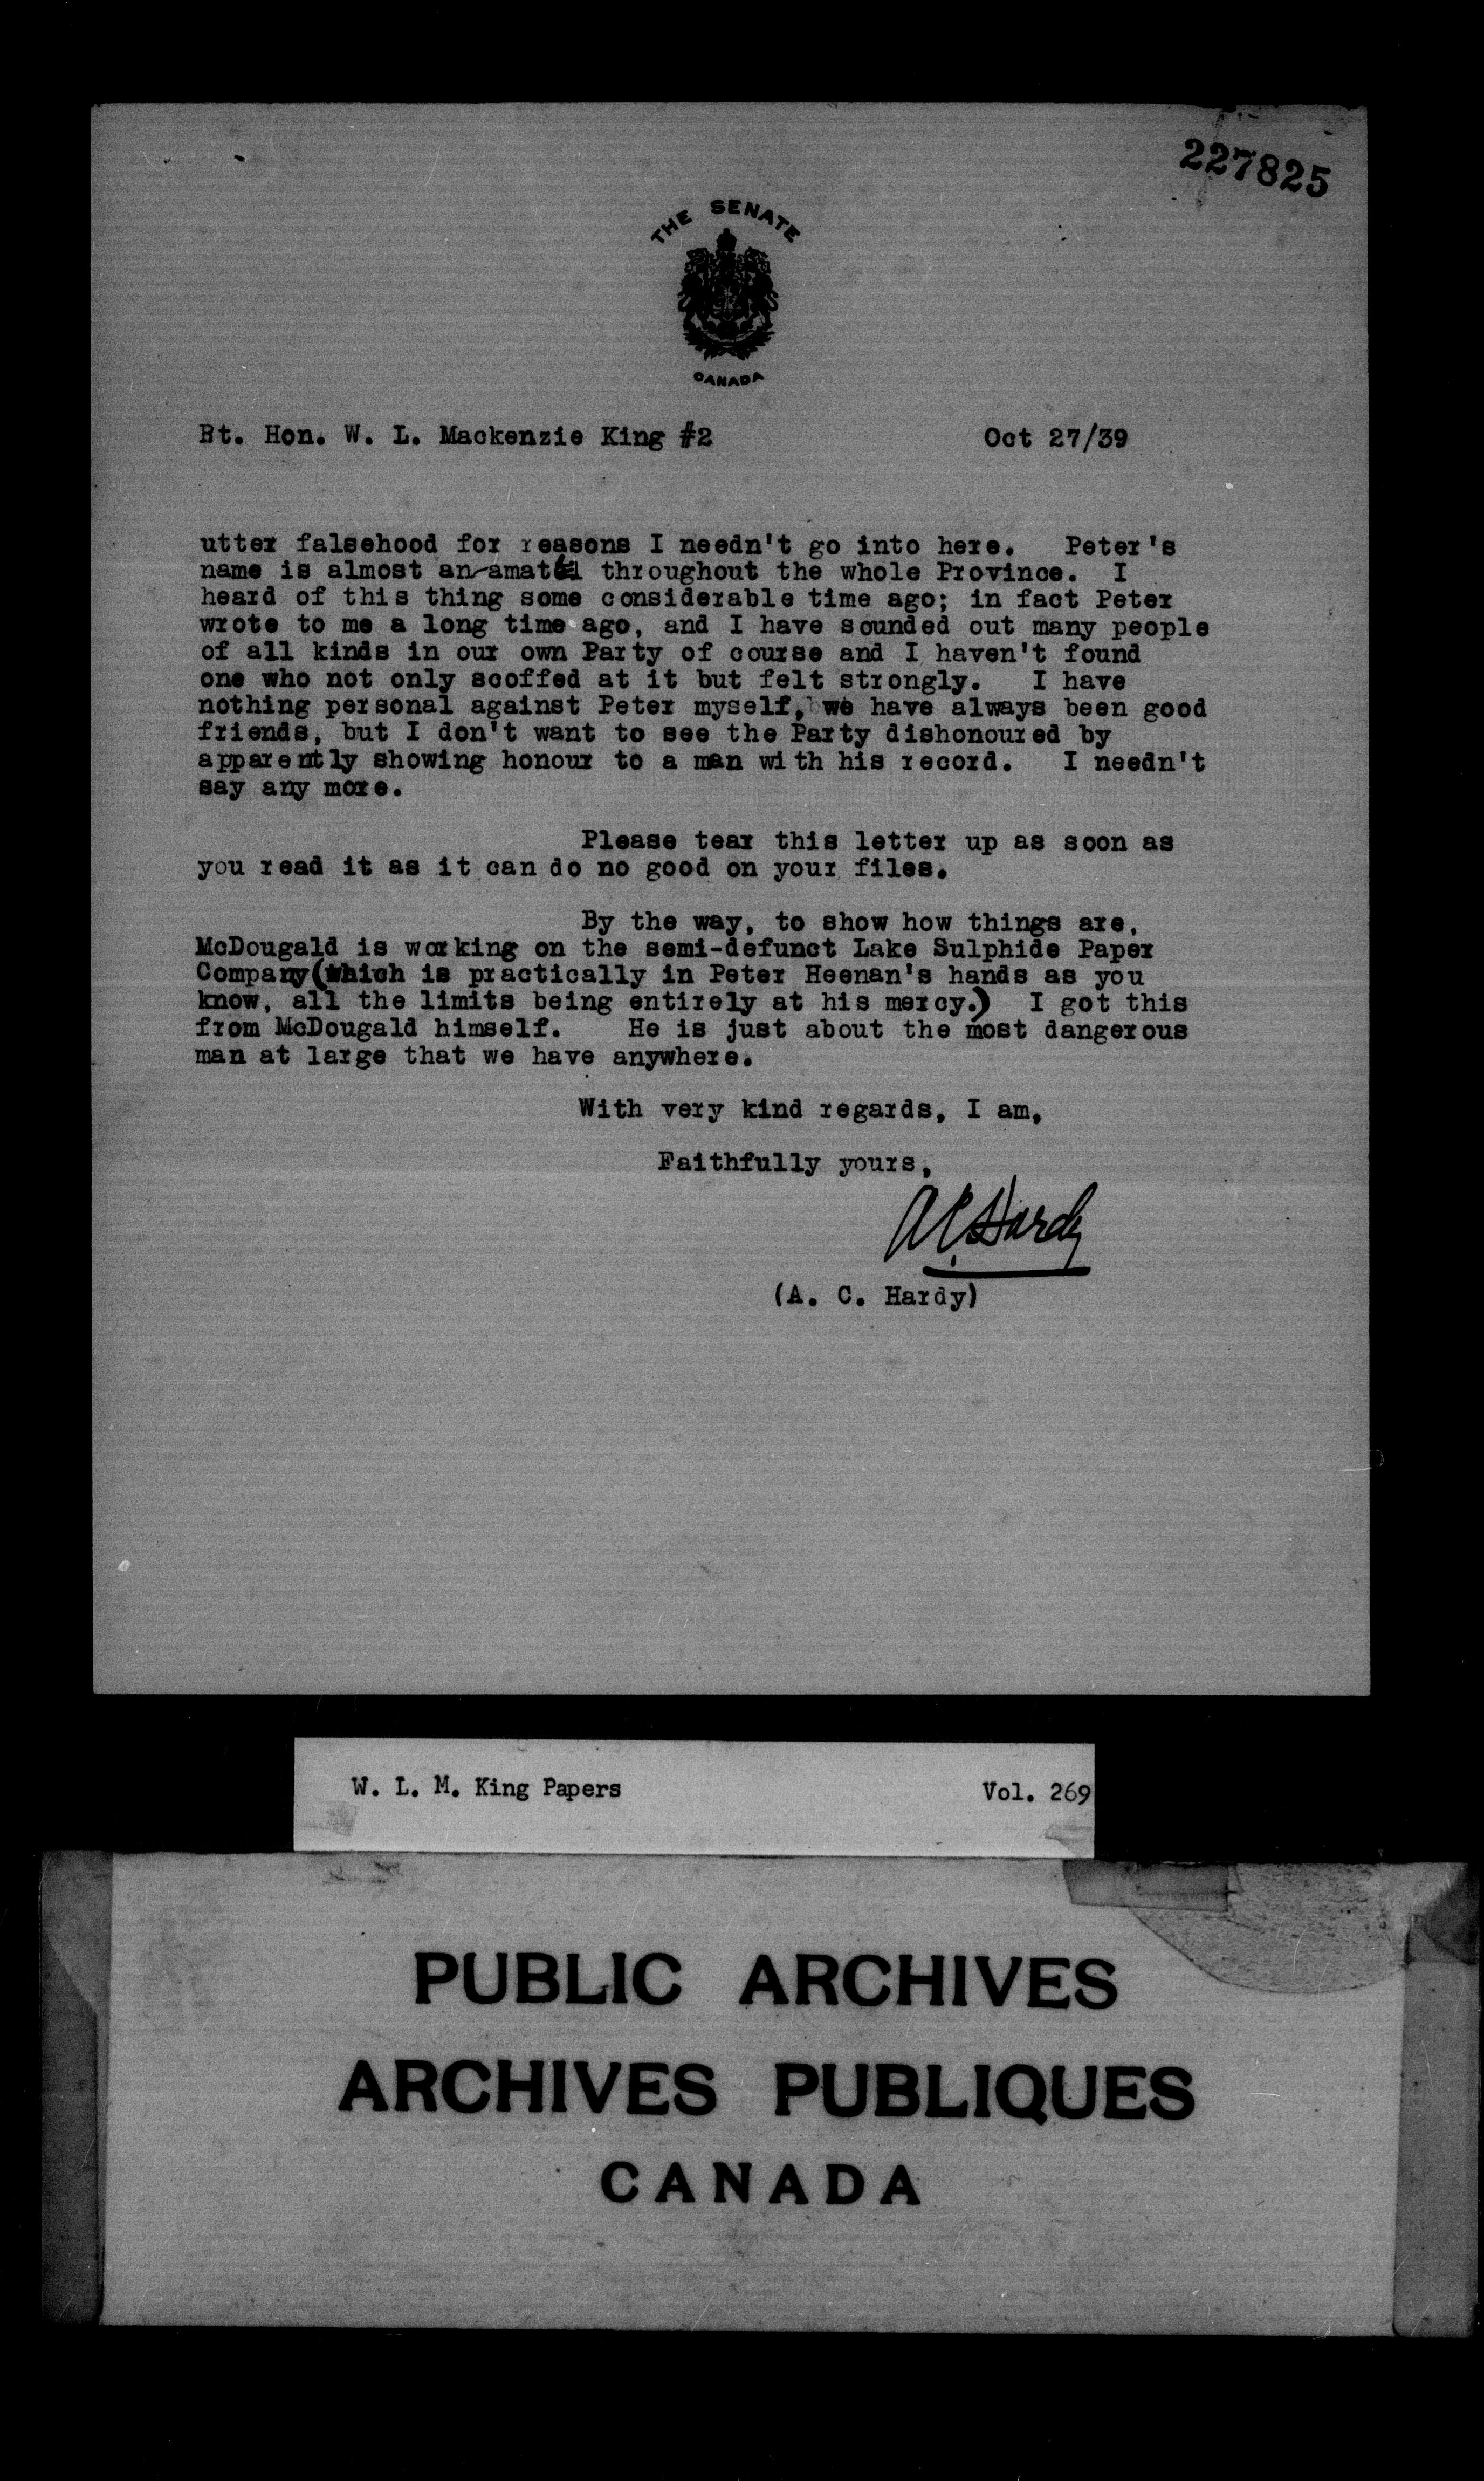 227825
THE SENATE
CANADA
Rt. Hon. W. L. Mackenzie King #2 Oct 27/39
utter falsehood for reasons I needn't go into here. Peter's
name is almost an throughout the whole Province. I
heard of this thing some considerable time ago; in fact Peter
wrote to me a long time ago, and I have sounded out many people
of all kinds in our own Party of course and I haven't found
one who not only scoffed at it but felt strongly. I have
nothing personal against Peter myself, we have always been good
friends, but I don't want to see the Party dishonoured by
apparently showing honour to a man with his record. I needn't
say any more.
Please tear this letter up as soon as
you read it as it can do no good on your files.
By the way, to show how things are,
McDougald is working on the semi-defunct Lake Sulphide Paper
Company(which is practically in Peter Heenan's hands as you
know, all the limits being entirely at his mercy.) I got this
from McDougald himself. He is just about the most dangerous
man at large that we have anywhere.
With very kind regards, I am,
Faithfully yours,
A C Hardy
(A. C. Hardy)
W. L. M. King Papers Vol. 269
PUBLIC ARCHIVES
ARCHIVES PUBLIQUES
CANADA